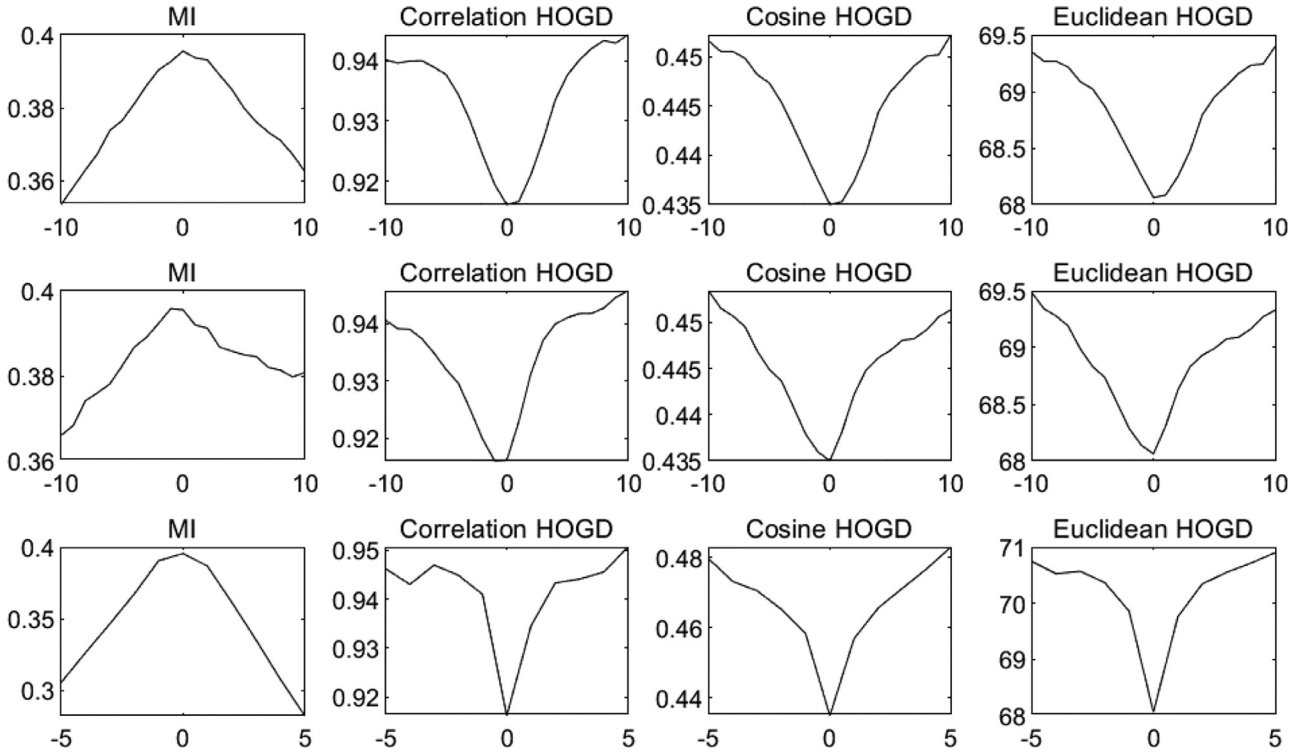 MI Correlation HOGD Cosine HOGD Euclidean HOGD
0.4 0.94 0.45 69.5
0.38 0.93 0.445 69
0.36 0.92 0.44 68.5
0.435 68
-10 0 10 -10 0 10 -10 0 10 -10 0 10
MI Correlation HOGD Cosine HOGD Euclidean HOGD
0.4 0.94 0.45 69.5
0.38 0.93 0.445 69
0.36 0.92 0.44 68.5
0.435 68
-10 0 10 -10 0 10 -10 0 10 -10 0 10
MI Correlation HOGD Cosine HOGD Euclidean HOGD
0.4 0.95 0.48 71
0.35 0.94 0.46 70
0.3 0.93 0.44 69
0.92 68
-5 0 5 -5 0 5 -5 0 5 -5 0 5